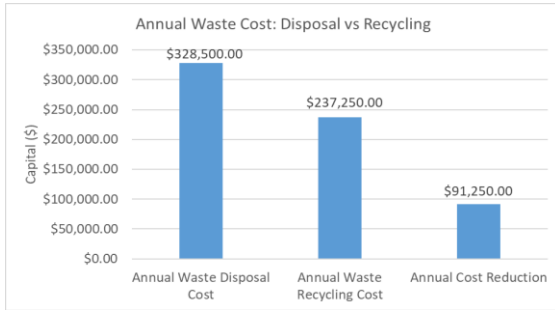 Annual Waste Cost: Disposal vs Recycling
$350,000.00
$300,000.00
$250,000.00
$200,000.00
$150,000.00
$100,000.00
$50,000.00
$0.00
Capital ($)
$328,500.00
$237,250.00
$91,250.00
Annual Waste Disposal
Cost
Annual Waste
Recycling Cost
Annual Cost Reduction